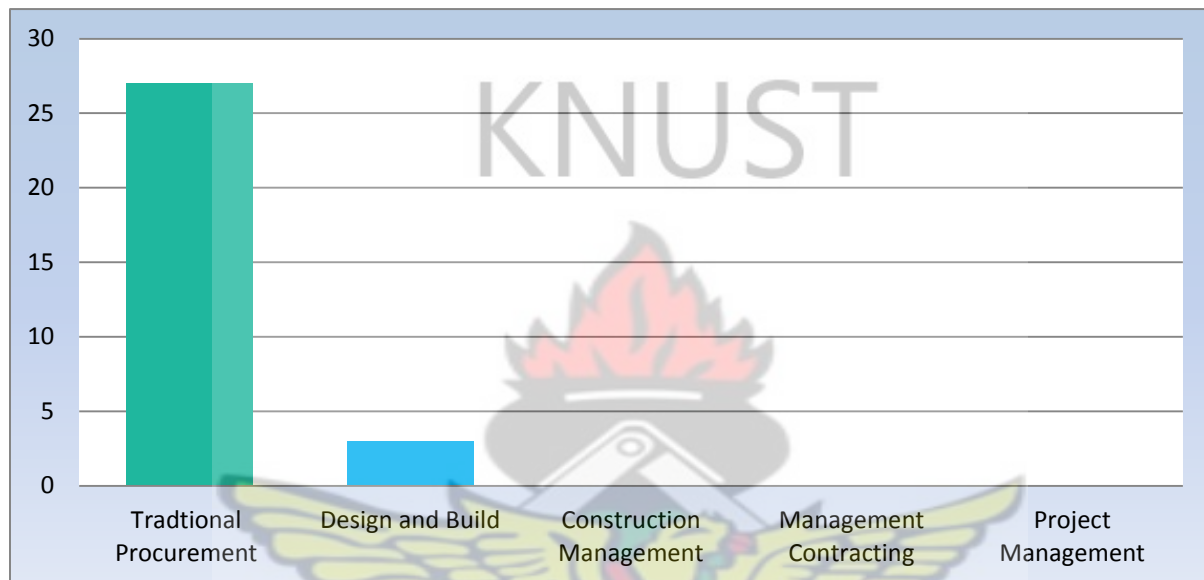 30
25
20
15
10
5
0
KNUST
Tradtional
Procurement
Design and Build
Construction
Management
Management
Contracting
Project
Management